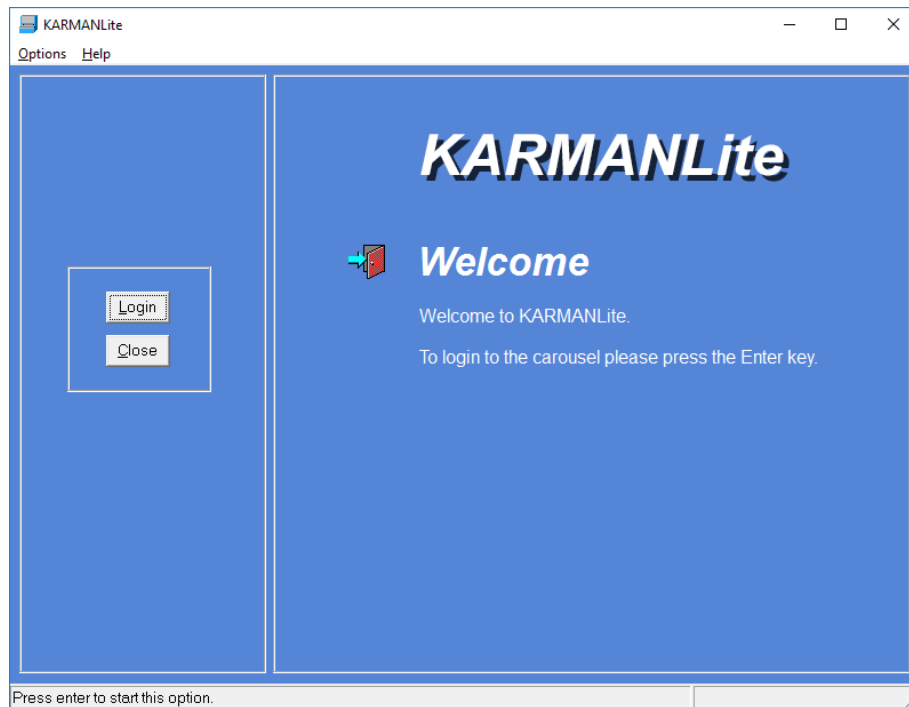 KARMANLite
Options Help
KARMANLite
Welcome
Login
Welcome to KARMANLite.
Close
To login to the carousel please press the Enter key.
Press enter to start this option.